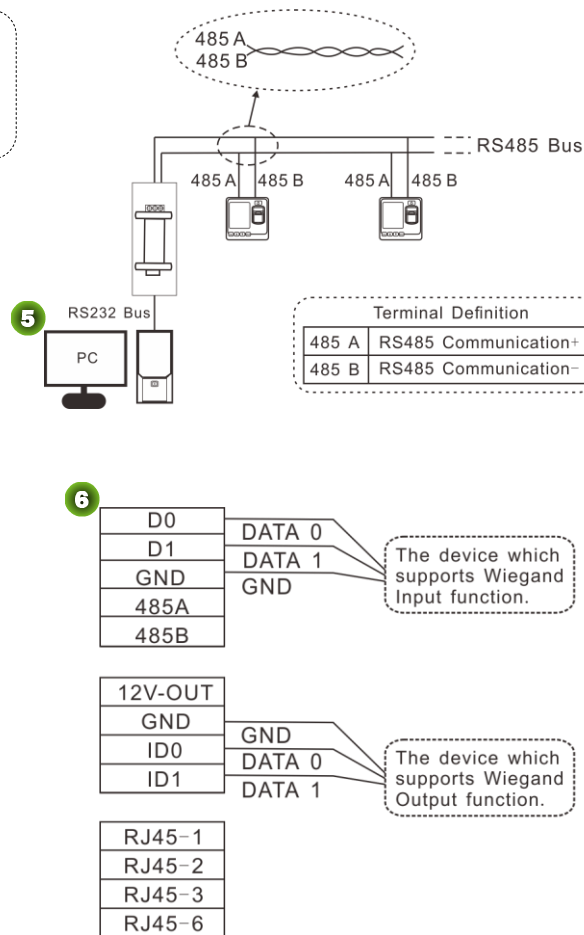 485 A
485 B
RS485 Bus
485 A 485 B 485 A 485 B
5 RS232 Bus
PC
Terminal Definition
485 A RS485 Communication+
485 B RS485 Communication−
6
D0
D1
GND
485A
485B
DATA 0
DATA 1
GND
The device which
supports Wiegand
Input function.
12V-OUT
GND
ID0
ID1
GND
DATA 0
DATA 1
The device which
supports Wiegand
Output function.
RJ45-1
RJ45-2
RJ45-3
RJ45-6